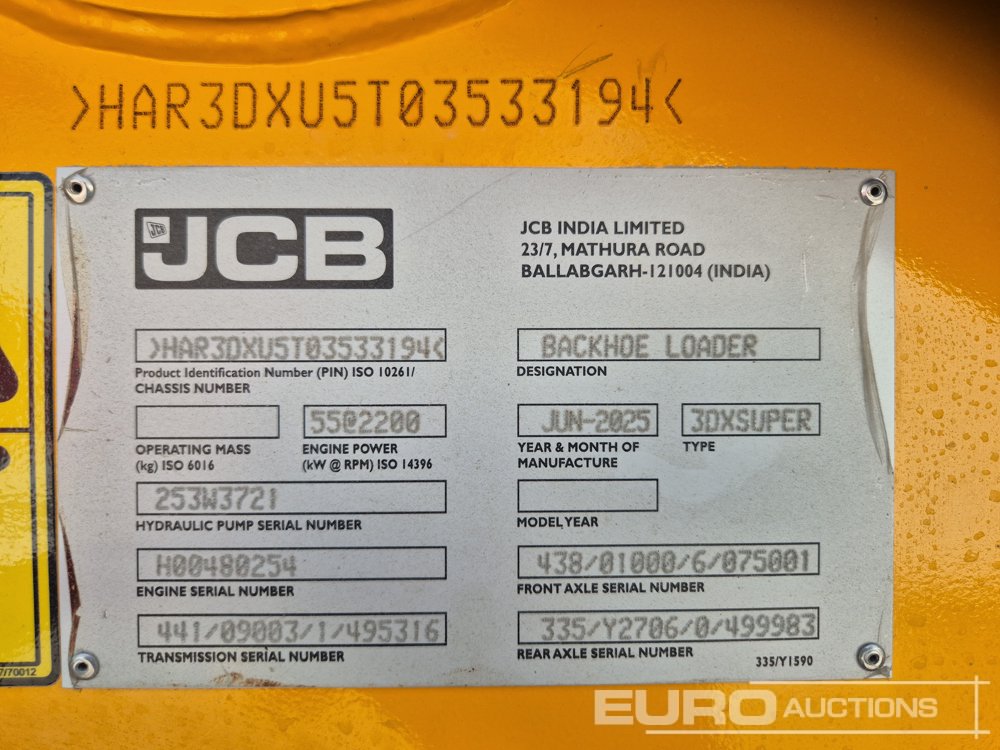 >HAR3DXU5T03533194<
JCB
JCB INDIA LIMITED
23/7, MATHURA ROAD
BALLABGARH-121004 (INDIA)
>HAR3DXU5T03533194<
Product Identification Number (PIN) ISO 10261/
CHASSIS NUMBER
BACKHOE LOADER
DESIGNATION
OPERATING MASS
(kg) ISO 6016
55@2200
ENGINE POWER
(kW @ RPM) ISO 14396
JUN-2025
YEAR & MONTH OF
MANUFACTURE
3DXSUPER
TYPE
253W3721
HYDRAULIC PUMP SERIAL NUMBER
MODEL YEAR
H00480254
ENGINE SERIAL NUMBER
438/01000/6/075001
FRONT AXLE SERIAL NUMBER
441/09003/1/495316
TRANSMISSION SERIAL NUMBER
335/Y2706/0/499983
REAR AXLE SERIAL NUMBER
335/Y1590
7/70012
EURO AUCTIONS